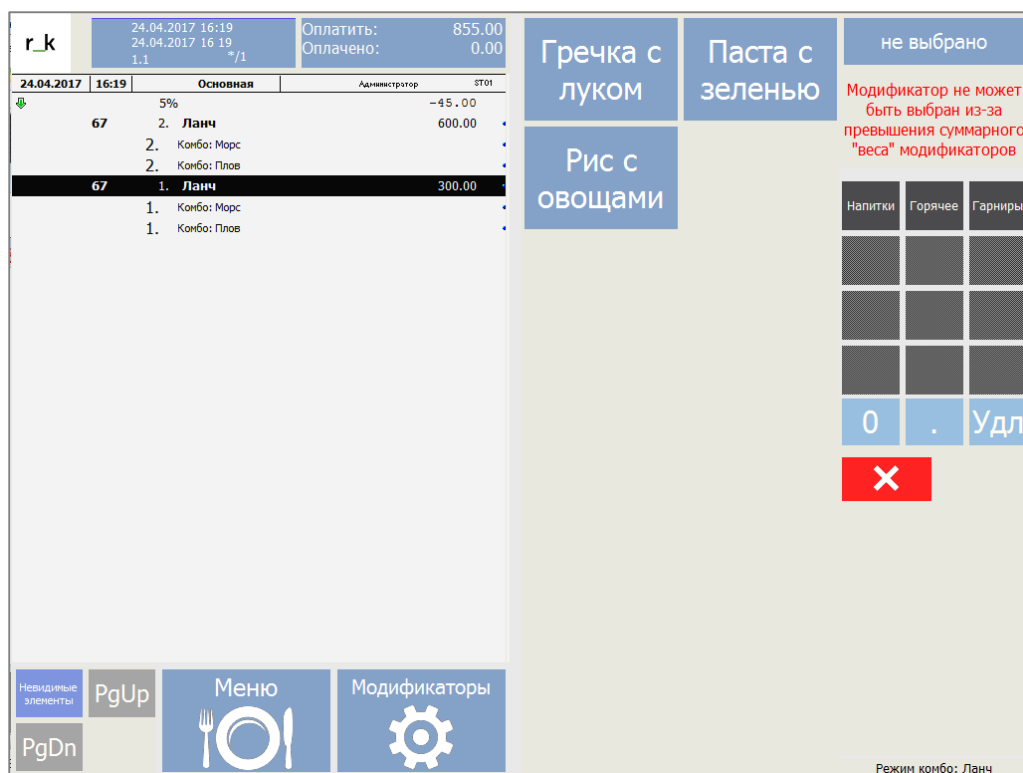 r_k
24.04.2017 16:19
24.04.2017 16 19
1.1 */1
Оплатить: 855.00
Оплачено: 0.00
24.04.2017 16:19 Основная Администратор ST01
5% -45.00
67 2. Ланч 600.00
2. Комбо: Морс
2. Комбо: Плов
67 1. Ланч 300.00
1. Комбо: Морс
1. Комбо: Плов
Невидимые
элементы
PgUp
Меню
Модификаторы
PgDn
Гречка с
луком
Паста с
зеленью
Рис с
овощами
не выбрано
Модификатор не может
быть выбран из-за
превышения суммарного
"веса" модификаторов
Напитки Горячее Гарниры
0 . Удл
Режим комбо: Ланч